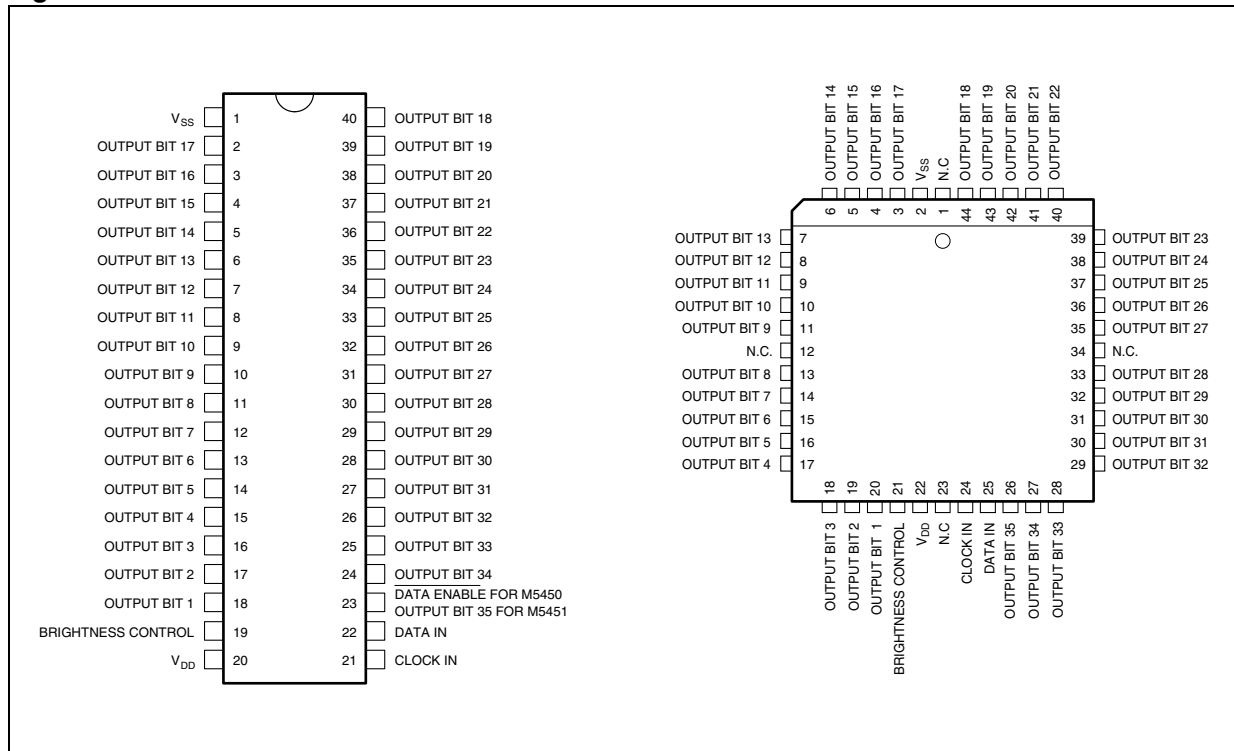 V_SS 1 40 OUTPUT BIT 18
OUTPUT BIT 17 2 39 OUTPUT BIT 19
OUTPUT BIT 16 3 38 OUTPUT BIT 20
OUTPUT BIT 15 4 37 OUTPUT BIT 21
OUTPUT BIT 14 5 36 OUTPUT BIT 22
OUTPUT BIT 13 6 35 OUTPUT BIT 23
OUTPUT BIT 12 7 34 OUTPUT BIT 24
OUTPUT BIT 11 8 33 OUTPUT BIT 25
OUTPUT BIT 10 9 32 OUTPUT BIT 26
OUTPUT BIT 9 10 31 OUTPUT BIT 27
OUTPUT BIT 8 11 30 OUTPUT BIT 28
OUTPUT BIT 7 12 29 OUTPUT BIT 29
OUTPUT BIT 6 13 28 OUTPUT BIT 30
OUTPUT BIT 5 14 27 OUTPUT BIT 31
OUTPUT BIT 4 15 26 OUTPUT BIT 32
OUTPUT BIT 3 16 25 OUTPUT BIT 33
OUTPUT BIT 2 17 24 OUTPUT BIT 34
OUTPUT BIT 1 18 23 DATA ENABLE FOR M5450
OUTPUT BIT 35 FOR M5451
BRIGHTNESS CONTROL 19 22 DATA IN
V_DD 20 21 CLOCK IN
OUTPUT BIT 14
OUTPUT BIT 15
OUTPUT BIT 16
OUTPUT BIT 17
V_SS
N.C
OUTPUT BIT 18
OUTPUT BIT 19
OUTPUT BIT 20
OUTPUT BIT 21
OUTPUT BIT 22
6 5 4 3 2 1 44 43 42 41 40
OUTPUT BIT 13 7 39 OUTPUT BIT 23
OUTPUT BIT 12 8 38 OUTPUT BIT 24
OUTPUT BIT 11 9 37 OUTPUT BIT 25
OUTPUT BIT 10 10 36 OUTPUT BIT 26
OUTPUT BIT 9 11 35 OUTPUT BIT 27
N.C. 12 34 N.C.
OUTPUT BIT 8 13 33 OUTPUT BIT 28
OUTPUT BIT 7 14 32 OUTPUT BIT 29
OUTPUT BIT 6 15 31 OUTPUT BIT 30
OUTPUT BIT 5 16 30 OUTPUT BIT 31
OUTPUT BIT 4 17 29 OUTPUT BIT 32
18 19 20 21 22 23 24 25 26 27 28
OUTPUT BIT 3
OUTPUT BIT 2
OUTPUT BIT 1
BRIGHTNESS CONTROL
V_DD
N.C
CLOCK IN
DATA IN
OUTPUT BIT 35
OUTPUT BIT 34
OUTPUT BIT 33